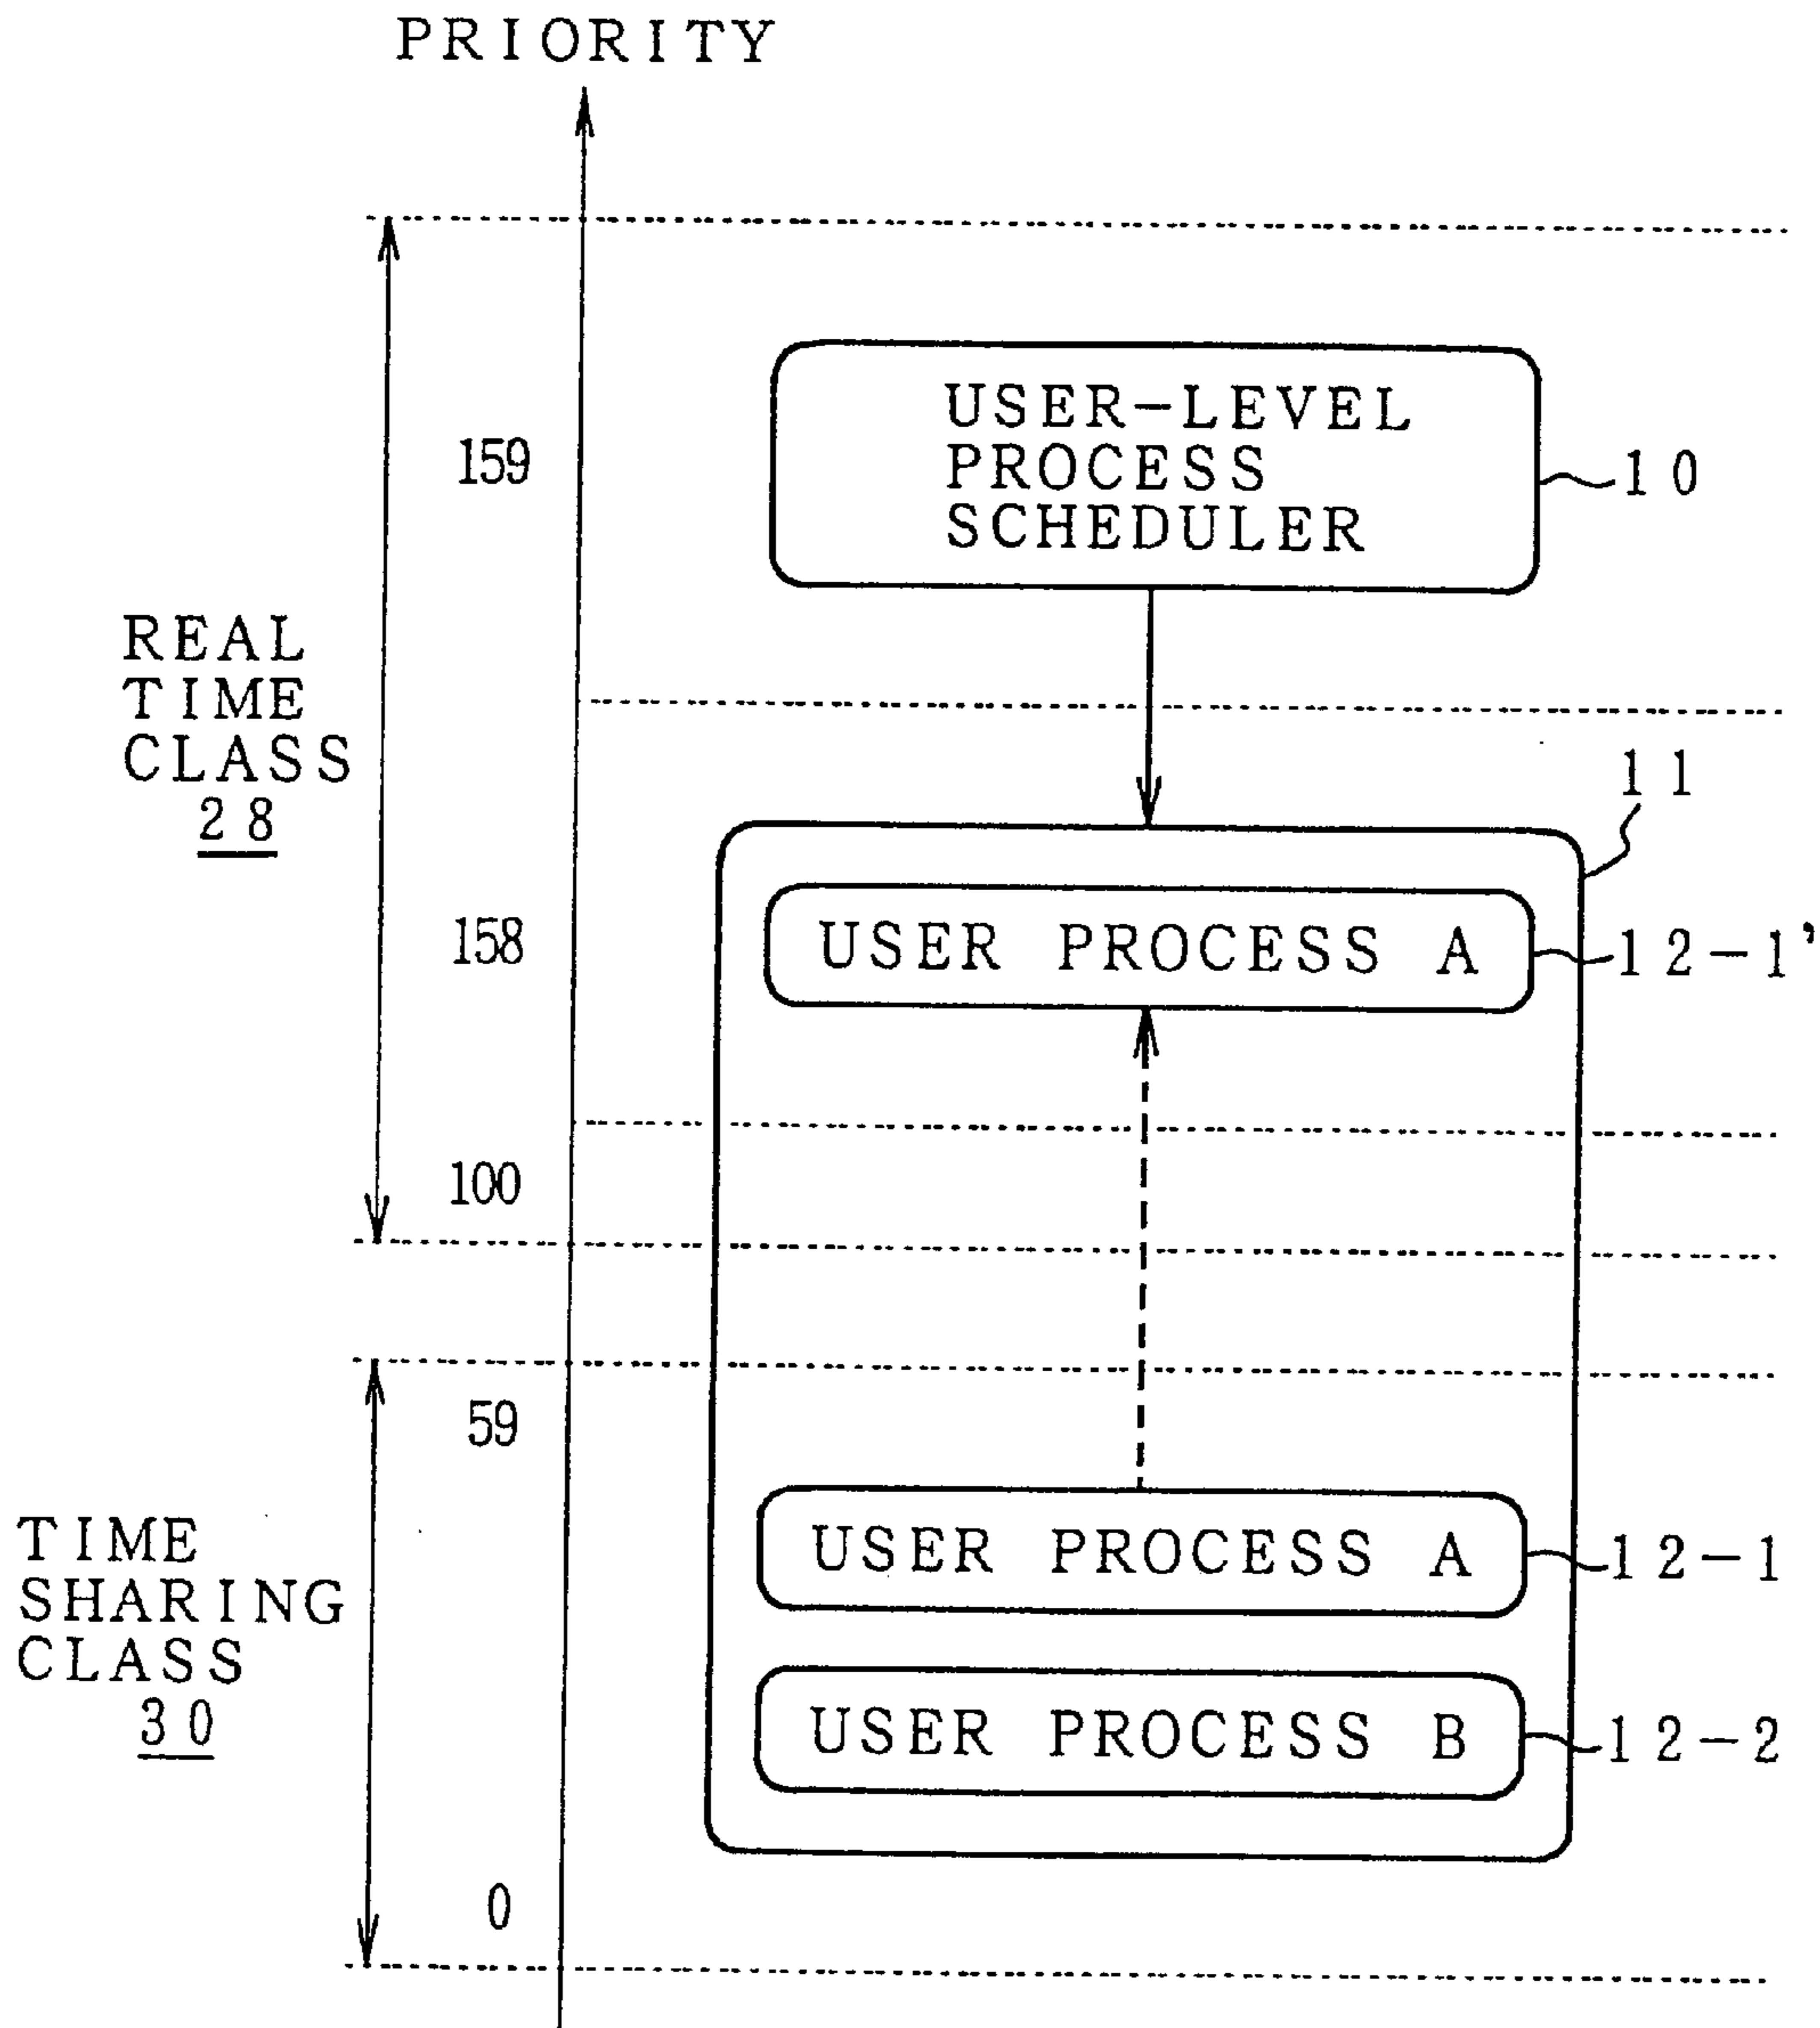 PRIORITY
USER-LEVEL
PROCESS
SCHEDULER
159
10
REAL
TIME
CLASS
28
11
158
USER PROCESS A
12-1'
100
59
TIME
SHARING
CLASS
30
USER PROCESS A
12-1
USER PROCESS B
12-2
0